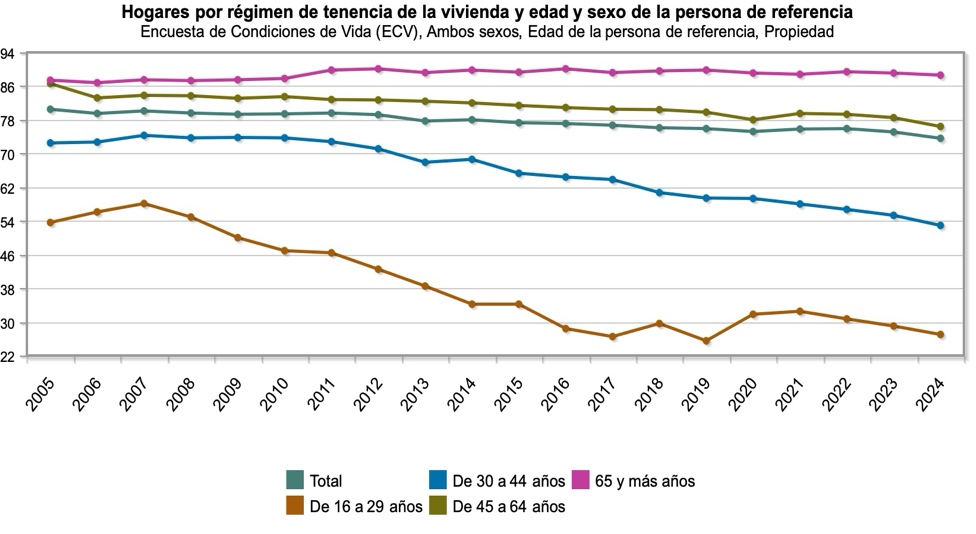 Hogares por régimen de tenencia de la vivienda y edad y sexo de la persona de referencia
Encuesta de Condiciones de Vida (ECV), Ambos sexos, Edad de la persona de referencia, Propiedad
94
86
78
70
62
54
46
38
30
22
2005 2006 2007 2008 2009 2010 2011 2012 2013 2014 2015 2016 2017 2018 2019 2020 2021 2022 2023 2024
Total De 30 a 44 años 65 y más años
De 16 a 29 años De 45 a 64 años